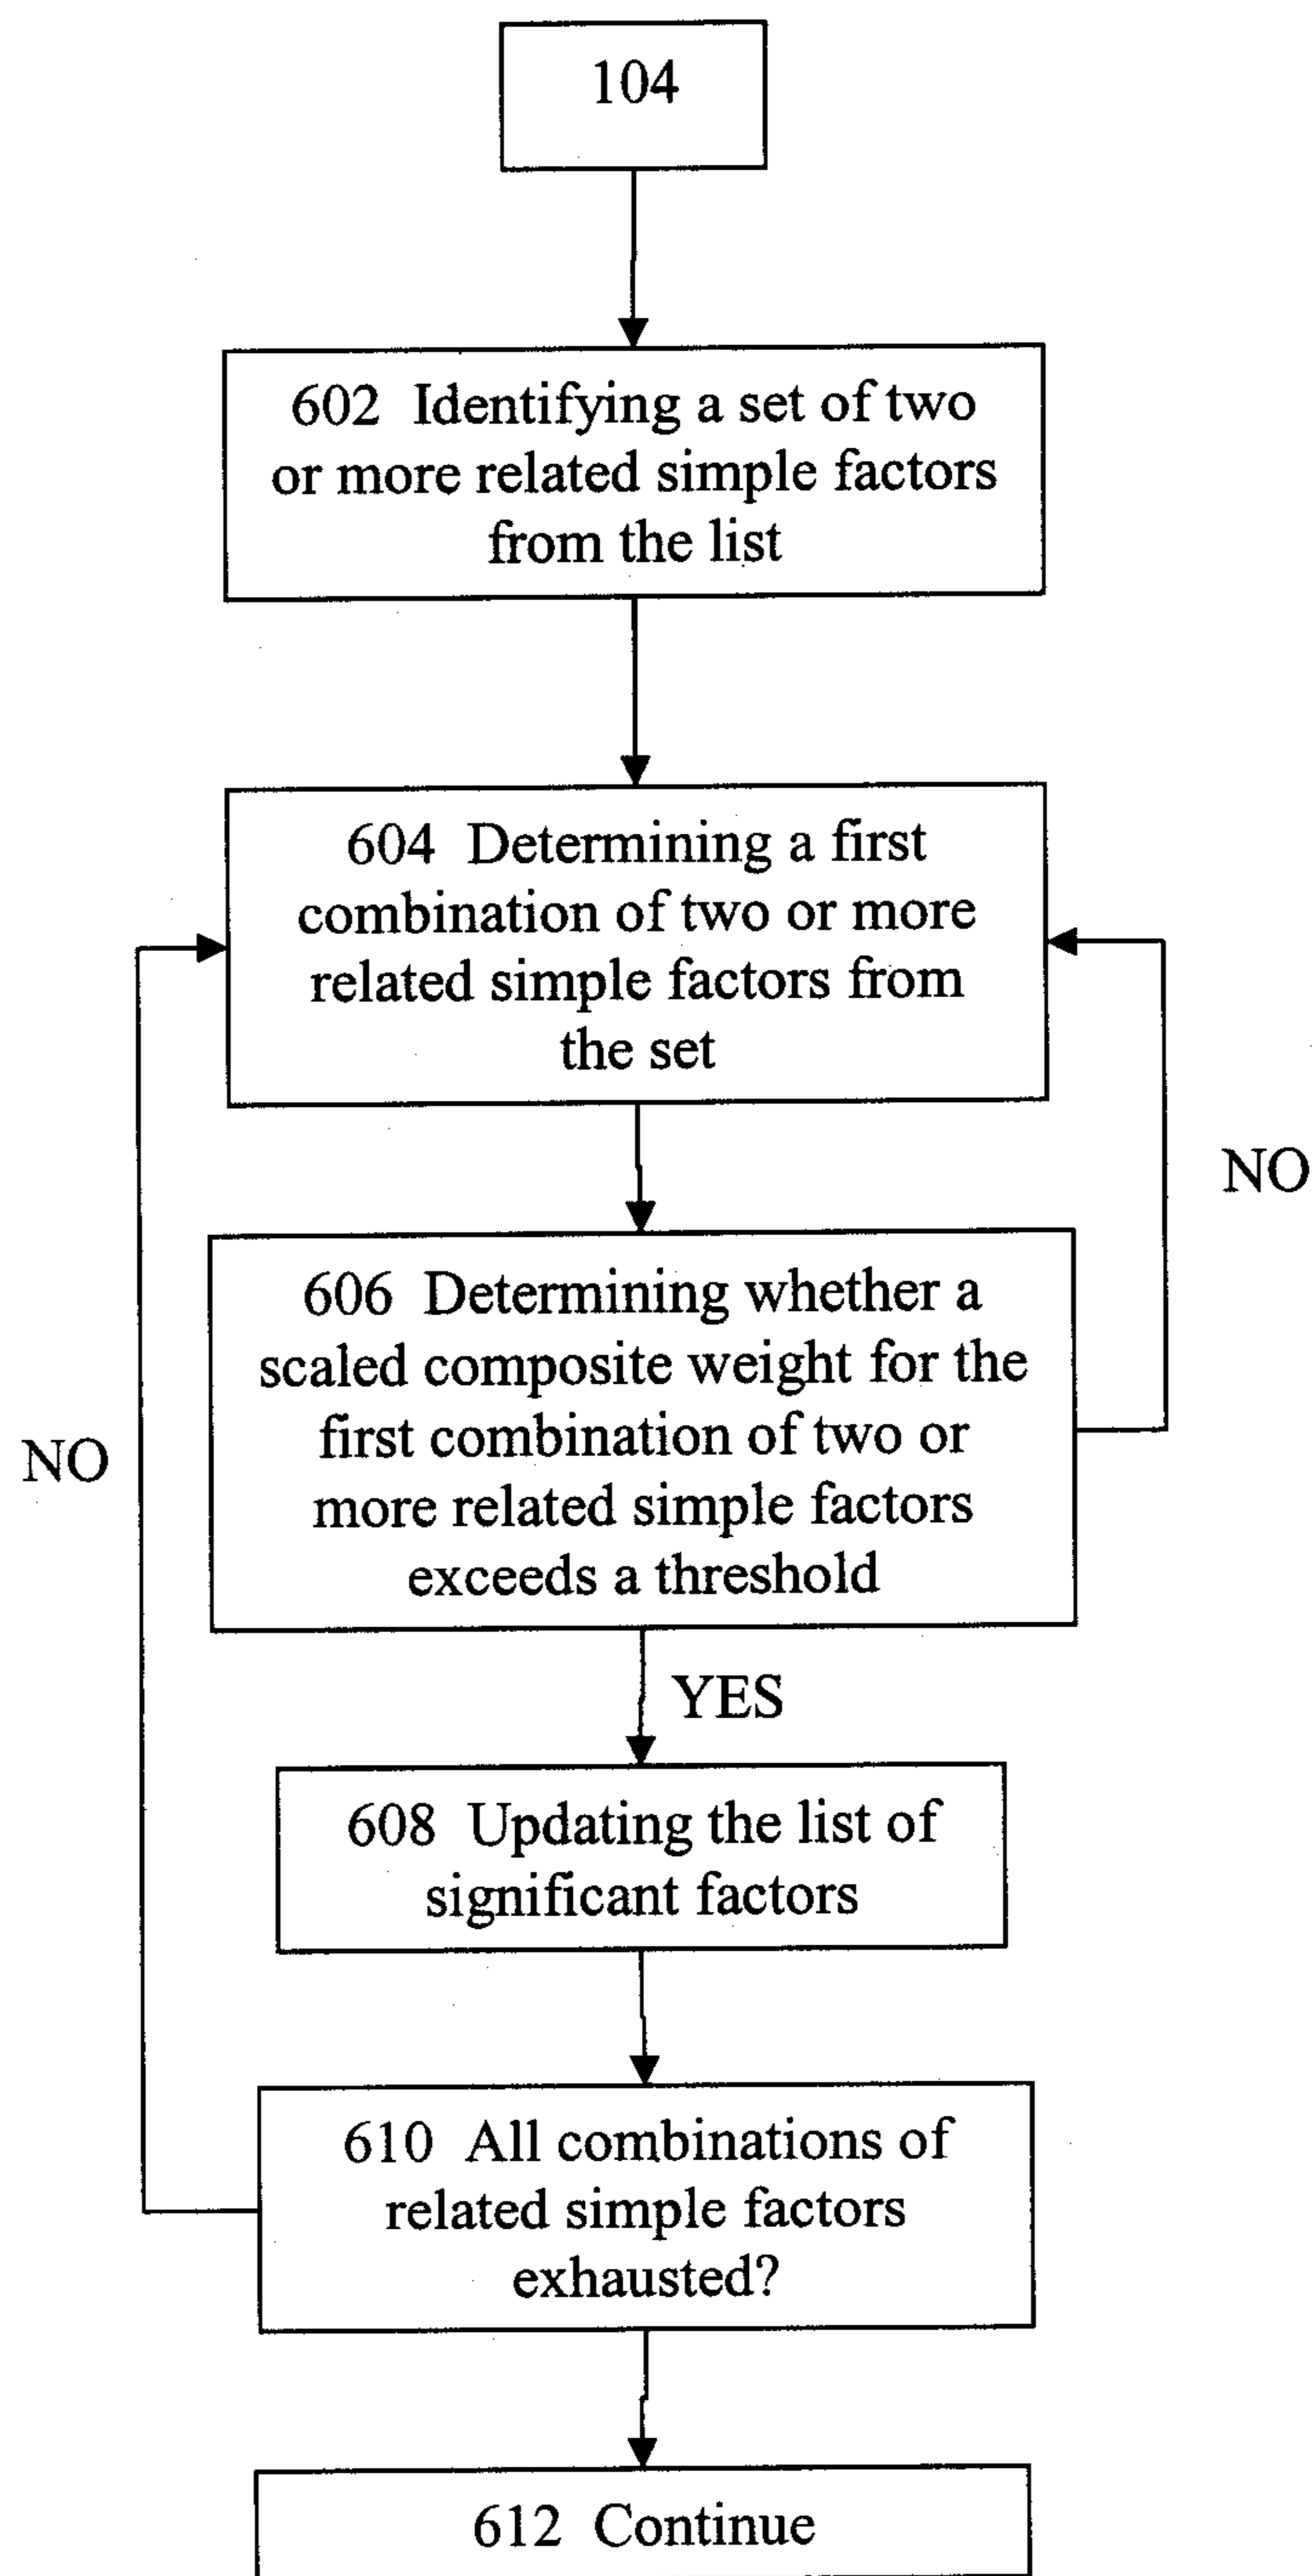 104
602 Identifying a set of two
or more related simple factors
from the list
604 Determining a first
combination of two or more
related simple factors from
the set
NO
606 Determining whether a
scaled composite weight for the
first combination of two or
more related simple factors
exceeds a threshold
NO
YES
608 Updating the list of
significant factors
610 All combinations of
related simple factors
exhausted?
612 Continue